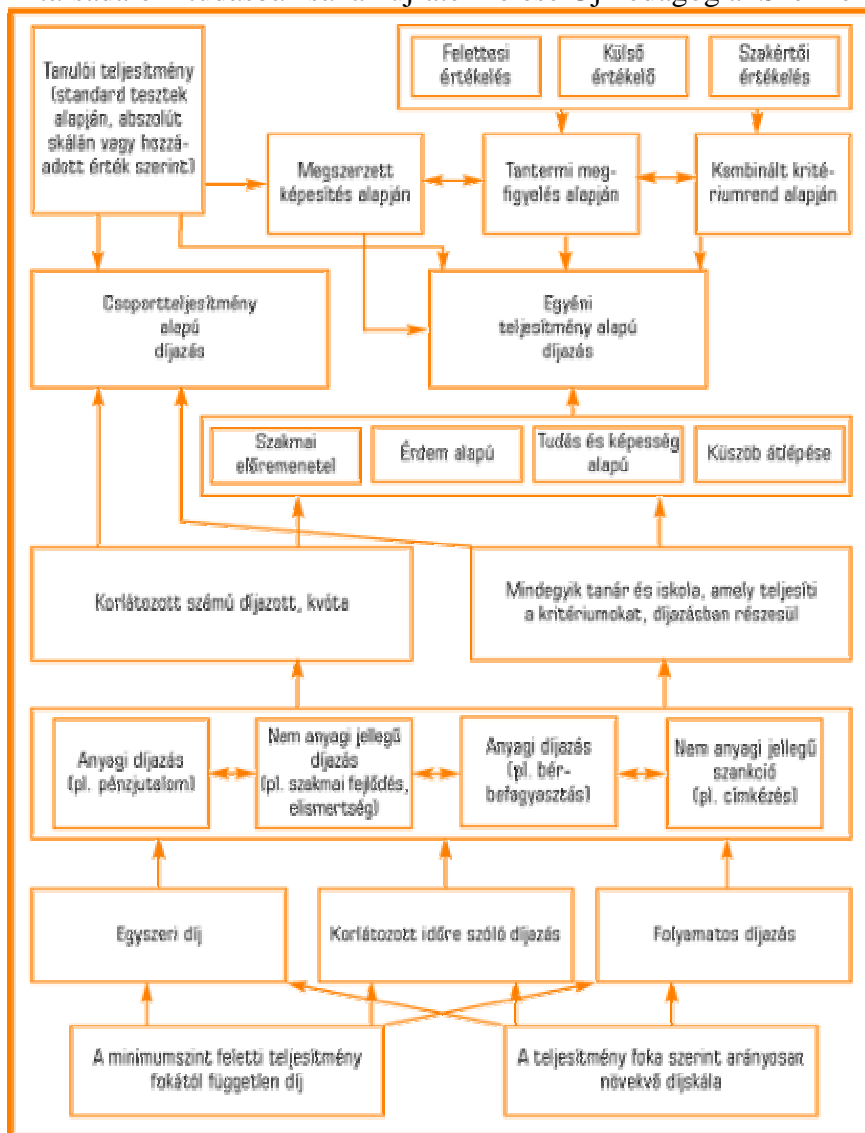 Tanulói teljesítmény
(standard tesztek
alapján, abszolút
skálán vagy hozzá-
adott érték szerint)
Felettesi
értékelés
Külső
értékelő
Szakértői
értékelés
Megszerzett
képesítés alapján
Tantermi meg-
figyelés alapján
Kombinált krité-
riumrend alapján
Csoportteljesítmény
alapú
díjazás
Egyéni
teljesítmény alapú
díjazás
Szakmai
előremenetel
Érdem alapú
Tudás és képesség
alapú
Küszöb átlépése
Korlátozott számú díjazott, kvóta
Mindegyik tanár és iskola, amely teljesíti
a kritériumokat, díjazásban részesül
Anyagi díjazás
(pl. pénzjutalom)
Nem anyagi jellegű
díjazás
(pl. szakmai fejlődés,
elismertség)
Anyagi díjazás
(pl. bér-
befagyasztás)
Nem anyagi jellegű
szankció
(pl. címkézés)
Egyszeri díj
Korlátozott időre szóló díjazás
Folyamatos díjazás
A minimumszint feletti teljesítmény
fokától független díj
A teljesítmény foka szerint arányosan
növekvő díjskála